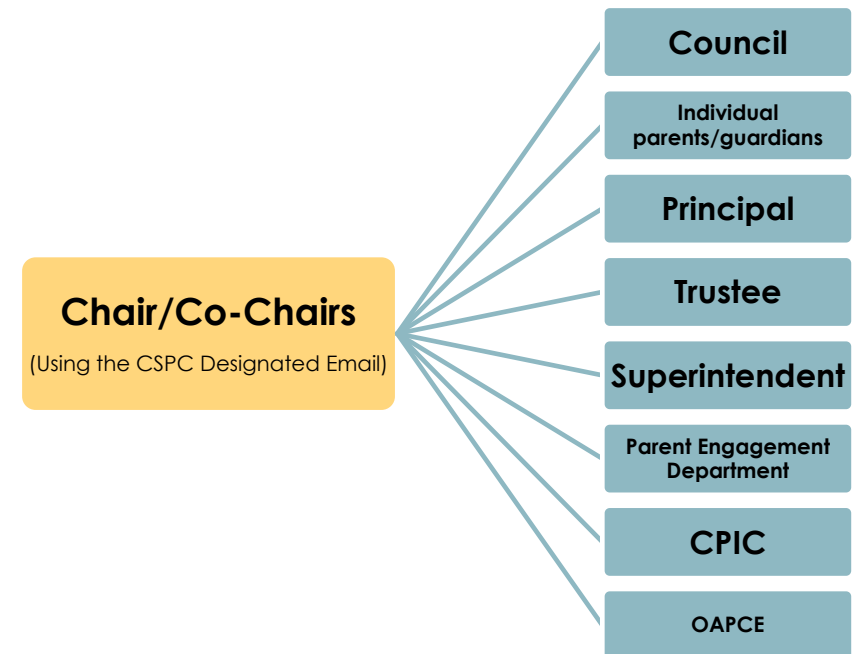 Chair/Co-Chairs
(Using the CSPC Designated Email)
Council
Individual
parents/guardians
Principal
Trustee
Superintendent
Parent Engagement
Department
CPIC
OAPCE